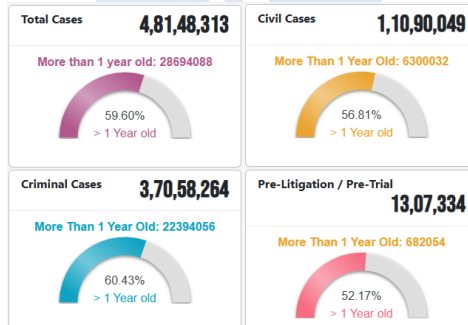 Total Cases
4,81,48,313
More than 1 year old: 28694088
59.60%
> 1 Year old
Civil Cases
1,10,90,049
More Than 1 Year Old: 6300032
56.81%
> 1 Year old
Criminal Cases
3,70,58,264
More Than 1 Year Old: 22394056
60.43%
> 1 Year old
Pre-Litigation / Pre-Trial
13,07,334
More Than 1 Year Old: 682054
52.17%
> 1 Year old